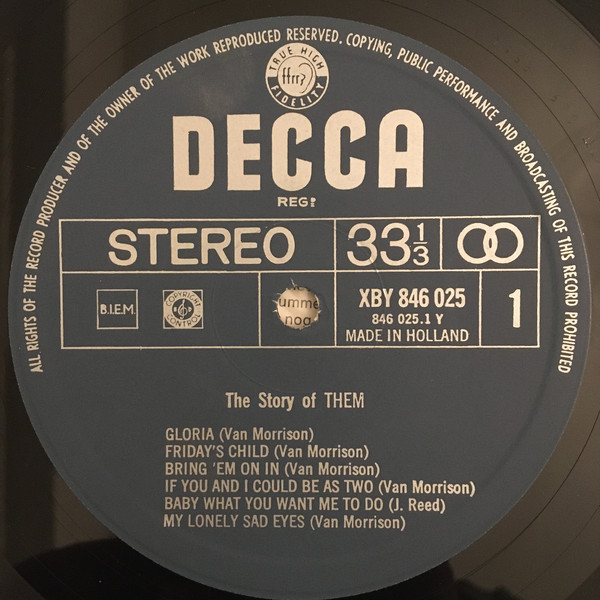 ALL RIGHTS OF THE RECORD PRODUCER AND OF THE OWNER OF THE WORK REPRODUCED RESERVED. COPYING, PUBLIC PERFORMANCE AND BROADCASTING OF THIS RECORD PROHIBITED
TRUE HIGH
ffrr
FIDELITY
DECCA
REGD
STEREO
33⅓
B.I.E.M.
COPYRIGHT
CONTROL
XBY 846 025
846 025.1 Y
MADE IN HOLLAND
1
The Story of THEM
GLORIA (Van Morrison)
FRIDAY'S CHILD (Van Morrison)
BRING 'EM ON IN (Van Morrison)
IF YOU AND I COULD BE AS TWO (Van Morrison)
BABY WHAT YOU WANT ME TO DO (J. Reed)
MY LONELY SAD EYES (Van Morrison)